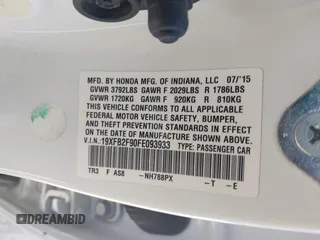 MFD. BY HONDA MFG. OF INDIANA, LLC 07/'15
GVWR 3792LBS GAWR F 2029LBS R 1786LBS
GVWR 1720KG GAWR F 920KG R 810KG
THIS VEHICLE CONFORMS TO ALL APPLICABLE
FEDERAL MOTOR VEHICLE SAFETY, BUMPER,
AND THEFT PREVENTION STANDARDS IN EFFECT
ON THE DATE OF MANUFACTURE SHOWN ABOVE.
V.I.N.: 19XFB2F90FE093933 TYPE: PASSENGER CAR
TR3 F AS8 -NH788PX -T -E
DREAMBID